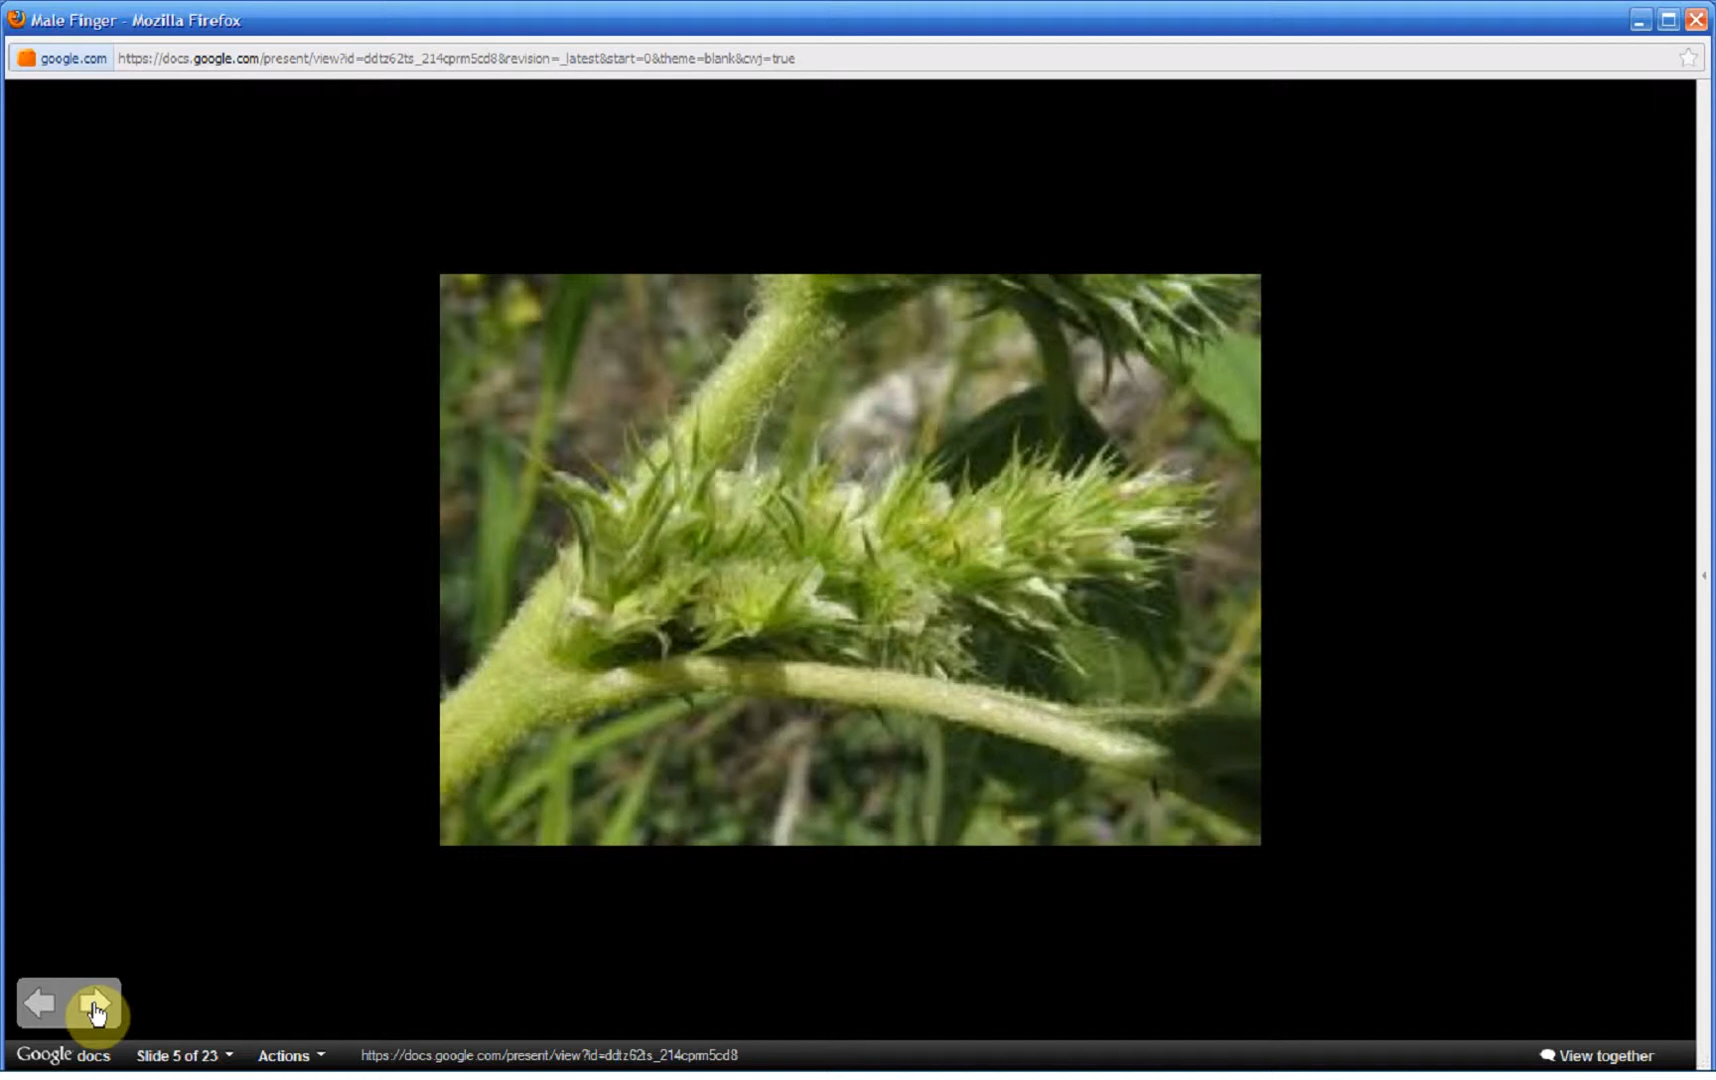 Male Finger - Mozilla Firefox
google.com https://docs.google.com/present/view?id=ddtz62ts_214cprm5cd8&revision=_latest&start=0&theme=blank&cwj=true
Google docs Slide 5 of 23 Actions https://docs.google.com/present/view?id=ddtz62ts_214cprm5cd8 View together